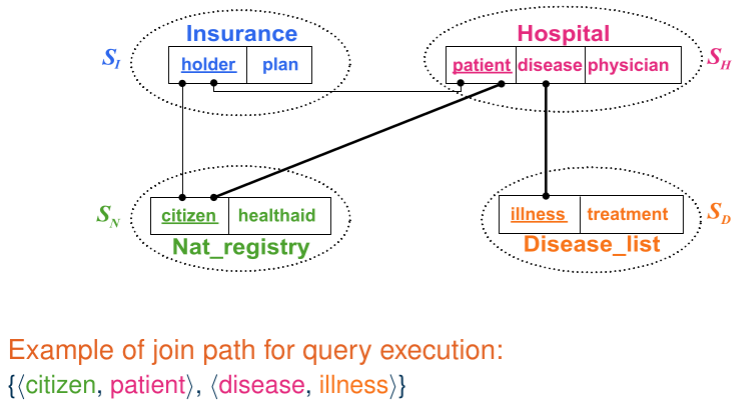 Insurance
Hospital
S_I
holder plan
patient disease physician
S_H
S_N
citizen healthaid
Nat_registry
illness treatment
S_D
Disease_list
Example of join path for query execution:
{⟨citizen, patient⟩, ⟨disease, illness⟩}